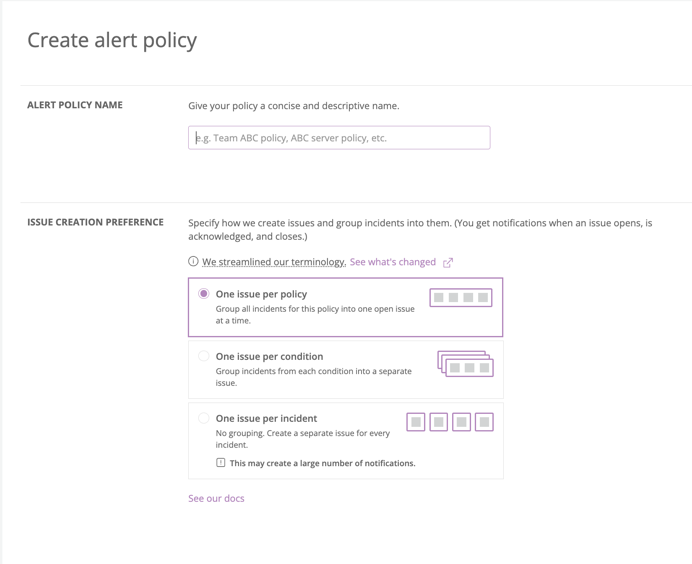 Create alert policy
ALERT POLICY NAME
Give your policy a concise and descriptive name.
e.g. Team ABC policy, ABC server policy, etc.
ISSUE CREATION PREFERENCE
Specify how we create issues and group incidents into them. (You get notifications when an issue opens, is
acknowledged, and closes.)
We streamlined our terminology. See what's changed
One issue per policy
Group all incidents for this policy into one open issue
at a time.
One issue per condition
Group incidents from each condition into a separate
issue.
One issue per incident
No grouping. Create a separate issue for every
incident.
This may create a large number of notifications.
See our docs